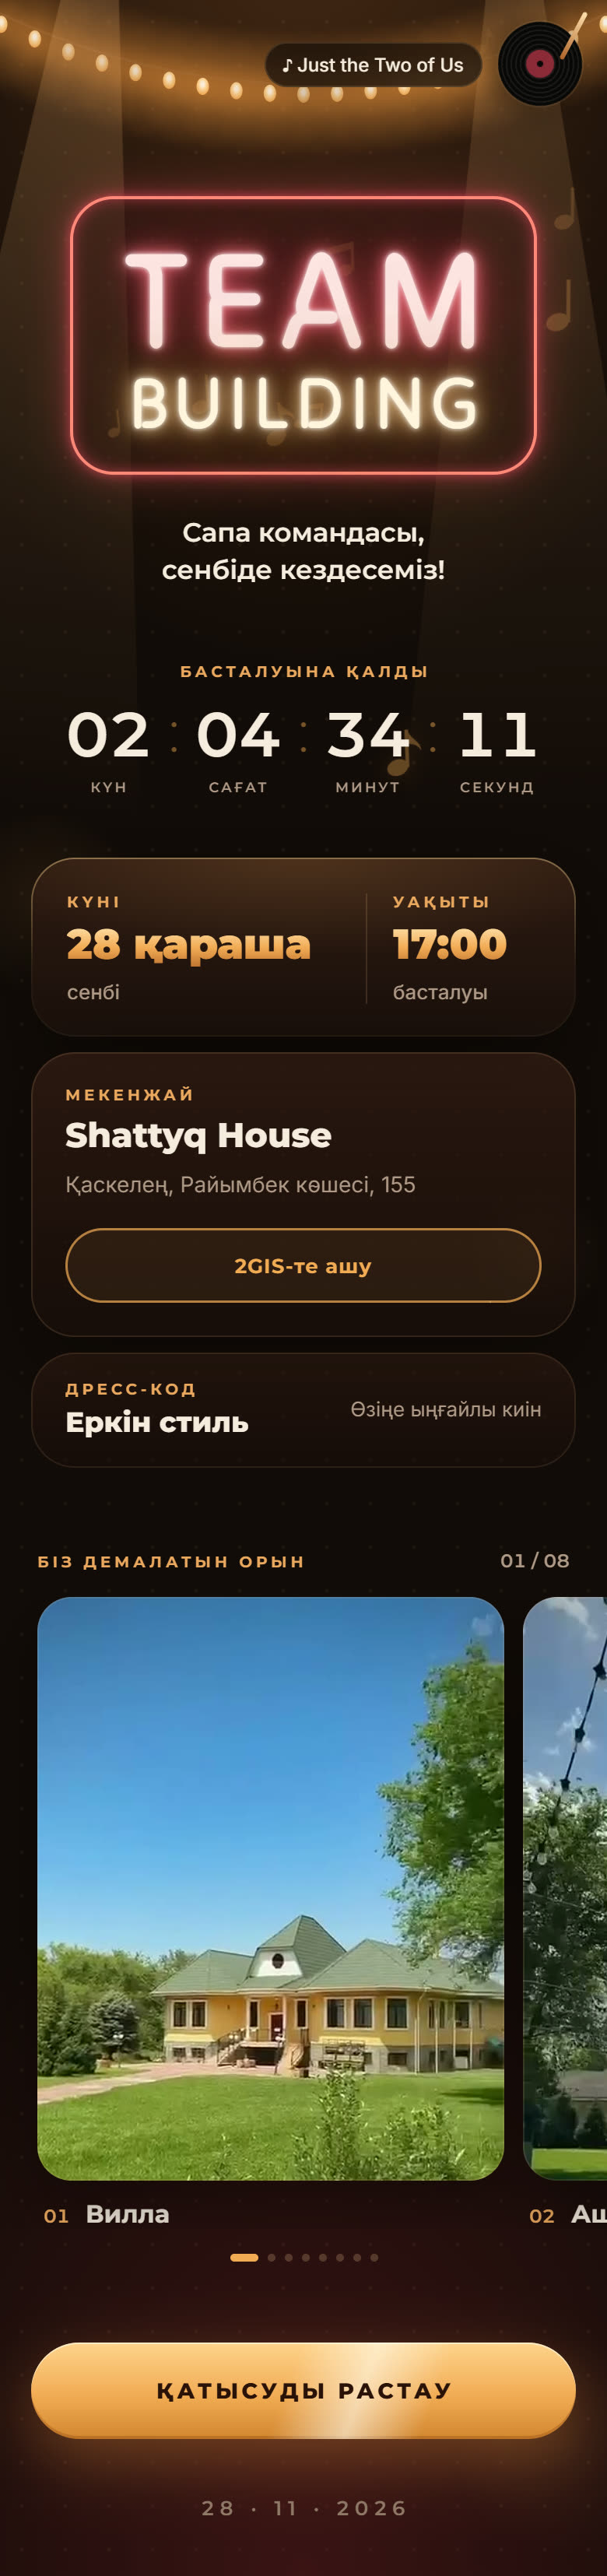 ♪ Just the Two of Us
TEAM
BUILDING
Сапа командасы,
сенбіде кездесеміз!
БАСТАЛУЫНА ҚАЛДЫ
02 : 04 : 34 : 11
КҮН САҒАТ МИНУТ СЕКУНД
КҮНІ
28 қараша
сенбі
УАҚЫТЫ
17:00
басталуы
МЕКЕНЖАЙ
Shattyq House
Қаскелең, Райымбек көшесі, 155
2GIS-те ашу
ДРЕСС-КОД
Еркін стиль
Өзіңе ыңғайлы киін
БІЗ ДЕМАЛАТЫН ОРЫН
01 / 08
01 Вилла
02
ҚАТЫСУДЫ РАСТАУ
28 · 11 · 2026